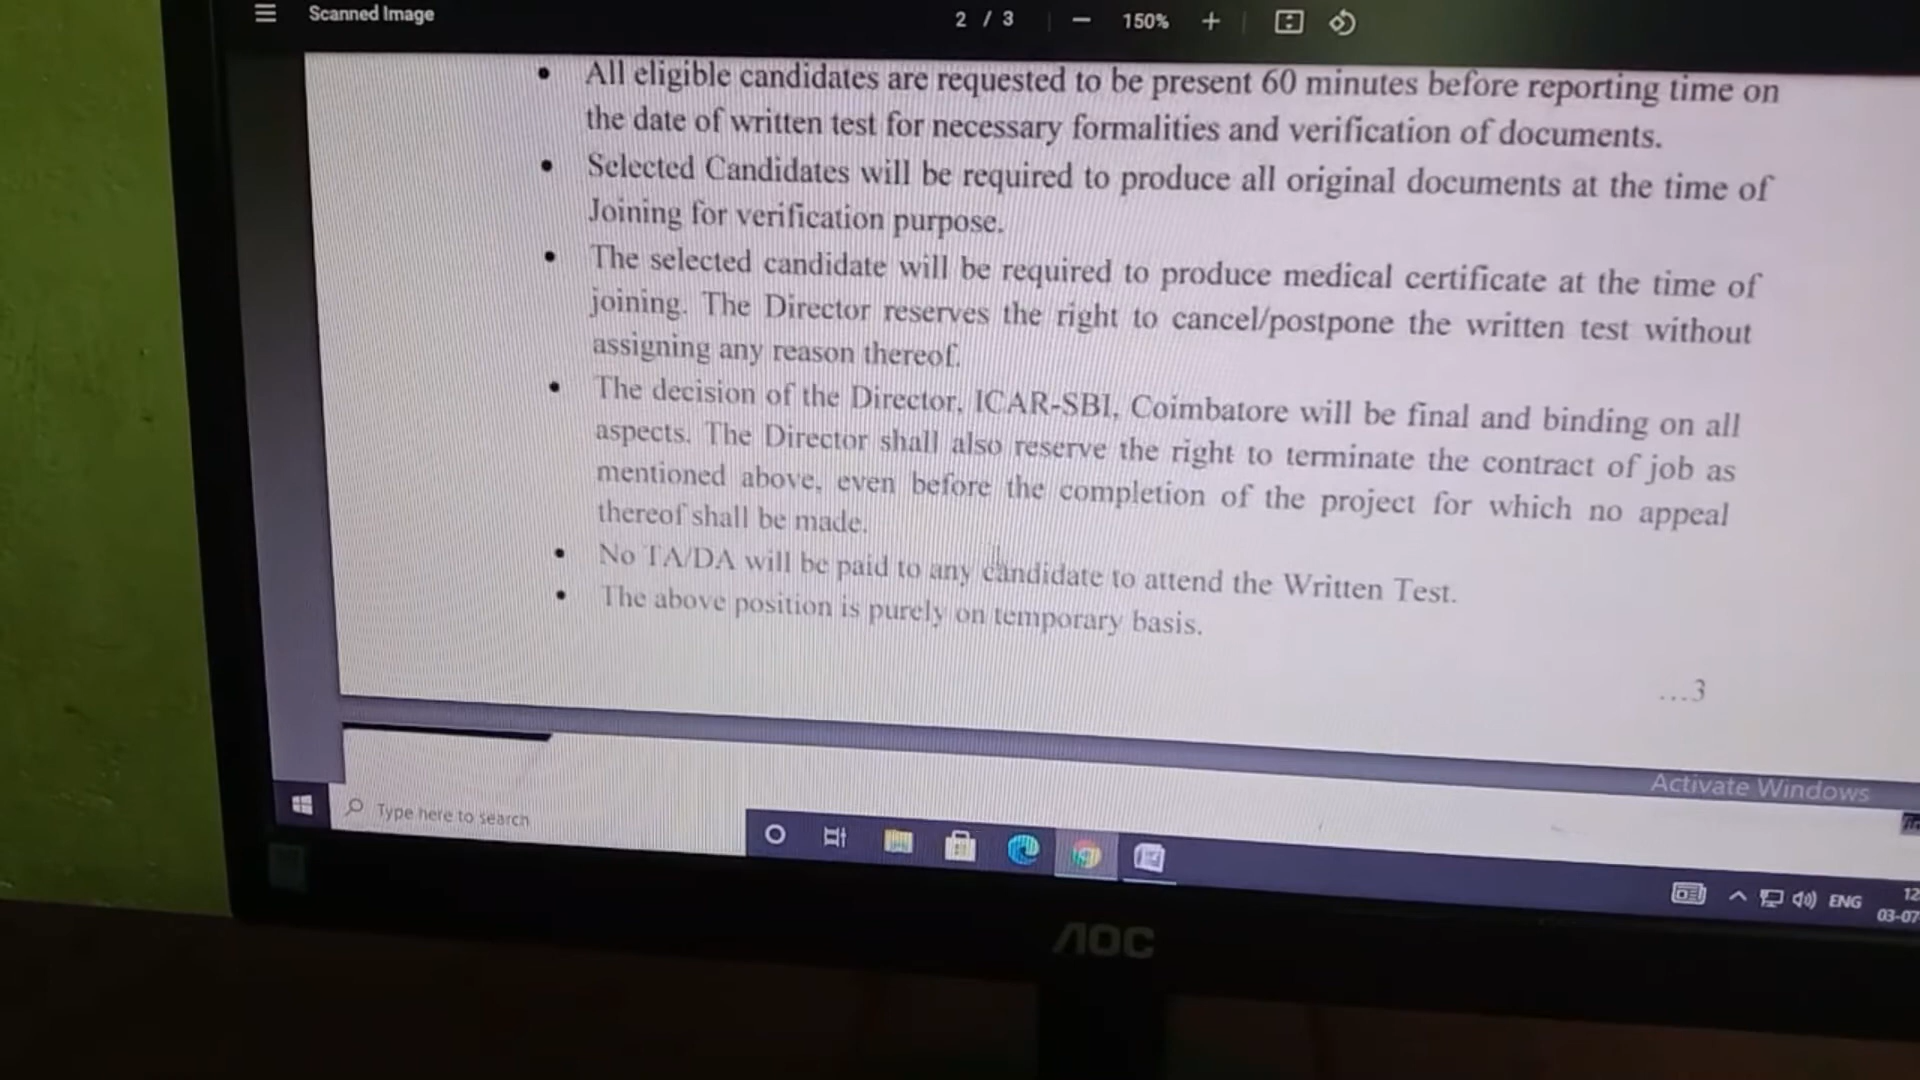 Scanned Image
2 / 3
150%
All eligible candidates are requested to be present 60 minutes before reporting time on
the date of written test for necessary formalities and verification of documents.
Selected Candidates will be required to produce all original documents at the time of
Joining for verification purpose.
The selected candidate will be required to produce medical certificate at the time of
joining. The Director reserves the right to cancel/postpone the written test without
assigning any reason thereof.
The decision of the Director, ICAR-SBI, Coimbatore will be final and binding on all
aspects. The Director shall also reserve the right to terminate the contract of job as
mentioned above, even before the completion of the project for which no appeal
thereof shall be made.
No TA/DA will be paid to any candidate to attend the Written Test.
The above position is purely on temporary basis.
...3
Activate Windows
Type here to search
ENG
12
03-07
AOC